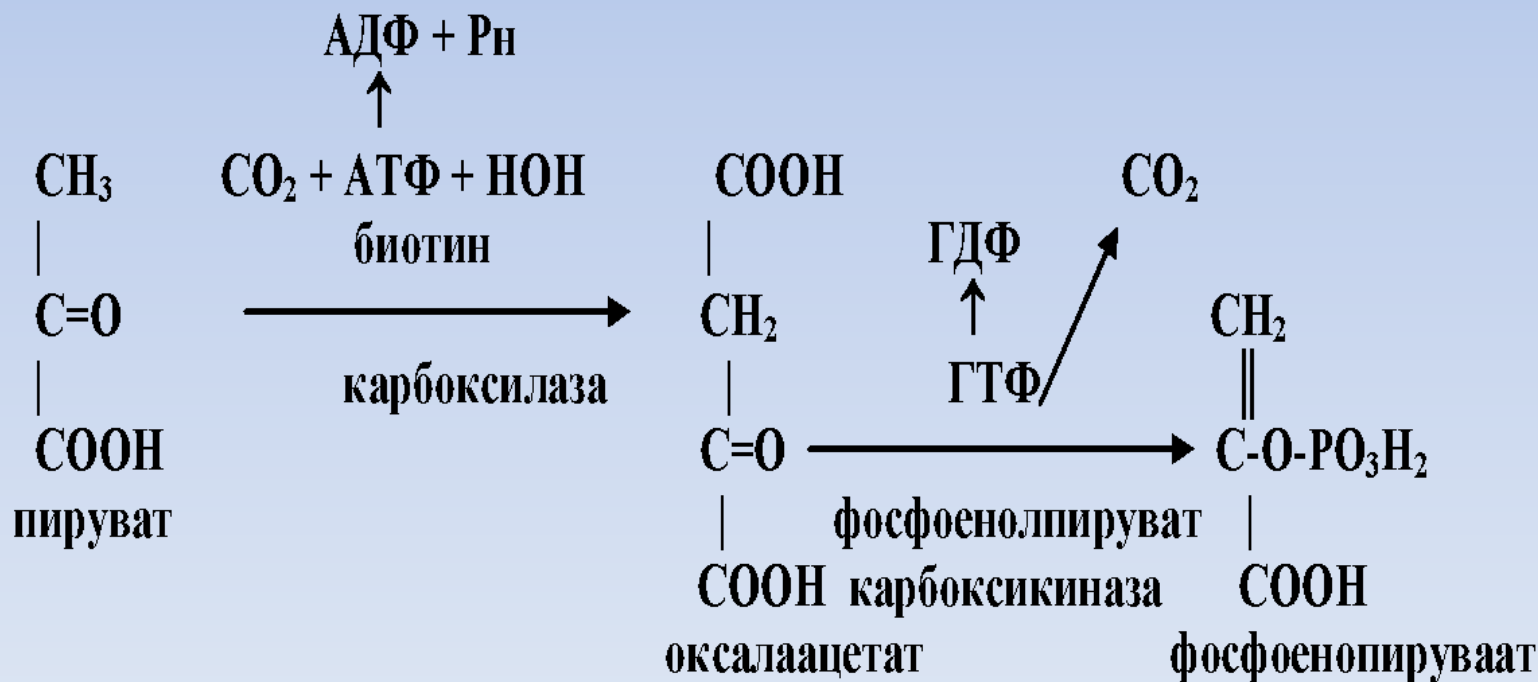 АДФ + Рн
↑
CH₃ CO₂ + АТФ + НОН COOH CO₂
| биотин | ГДФ
C=O CH₂ ↑ CH₂
| карбоксилаза | ГТФ ||
COOH C=O C-O-PO₃H₂
пируват | фосфоенолпируват |
COOH карбоксикиназа COOH
оксалаацетат фосфоенопируваат